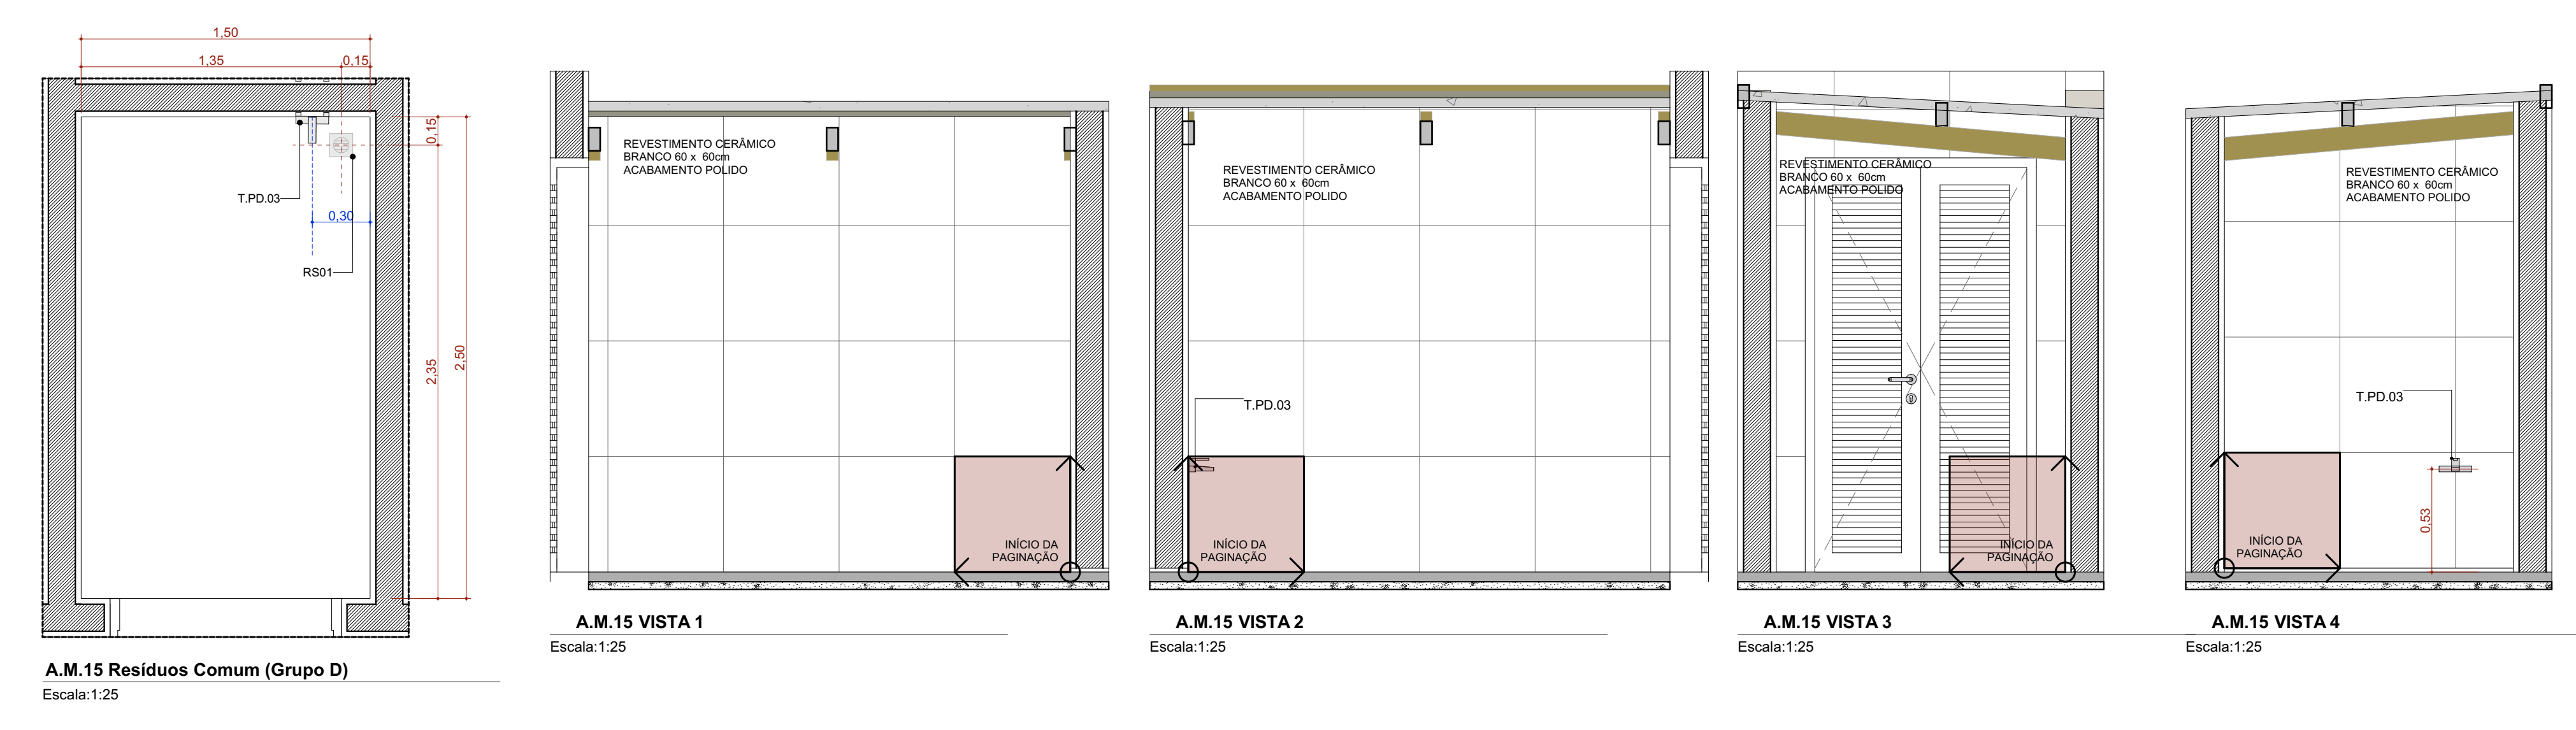 1,50
1,35
0,15
0,15
T.PD.03
0,30
RS01
2,35
2,50
A.M.15 Resíduos Comum (Grupo D)
Escala:1:25
REVESTIMENTO CERÂMICO
BRANCO 60 x 60cm
ACABAMENTO POLIDO
INÍCIO DA
PAGINAÇÃO
A.M.15 VISTA 1
Escala:1:25
REVESTIMENTO CERÂMICO
BRANCO 60 x 60cm
ACABAMENTO POLIDO
T.PD.03
INÍCIO DA
PAGINAÇÃO
A.M.15 VISTA 2
Escala:1:25
REVESTIMENTO CERÂMICO
BRANCO 60 x 60cm
ACABAMENTO POLIDO
INÍCIO DA
PAGINAÇÃO
A.M.15 VISTA 3
Escala:1:25
REVESTIMENTO CERÂMICO
BRANCO 60 x 60cm
ACABAMENTO POLIDO
T.PD.03
0,53
INÍCIO DA
PAGINAÇÃO
A.M.15 VISTA 4
Escala:1:25